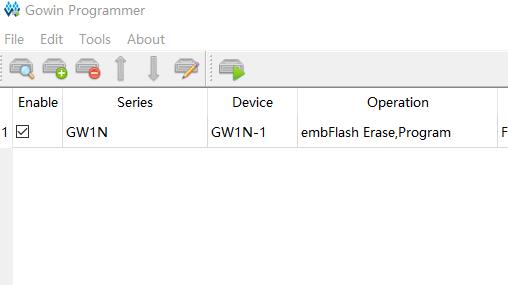 Gowin Programmer
File Edit Tools About
Enable Series Device Operation
1 GW1N GW1N-1 embFlash Erase,Program F